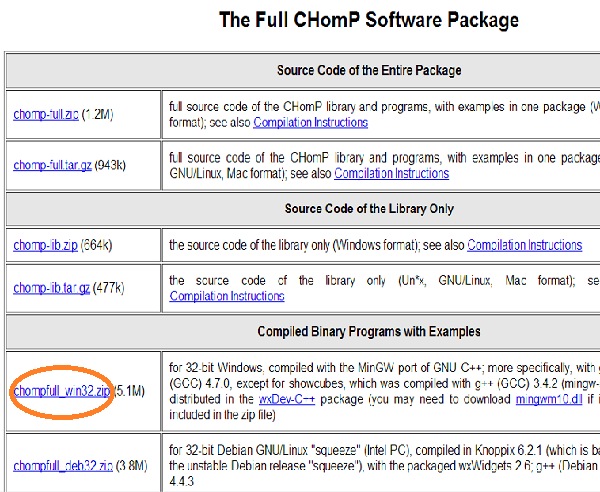 The Full CHomP Software Package
Source Code of the Entire Package
chomp-full.zip (1.2M)
full source code of the CHomP library and programs, with examples in one package (W
format); see also Compilation Instructions
chomp-full.tar.gz (943k)
full source code of the CHomP library and programs, with examples in one package
GNU/Linux, Mac format); see also Compilation Instructions
Source Code of the Library Only
chomp-lib.zip (664k)
the source code of the library only (Windows format); see also Compilation Instructions
chomp-lib.tar.gz (477k)
the source code of the library only (Un*x, GNU/Linux, Mac format); se
Compilation Instructions
Compiled Binary Programs with Examples
chompfull_win32.zip (5.1M)
for 32-bit Windows, compiled with the MinGW port of GNU C++; more specifically, with g
(GCC) 4.7.0, except for showcubes, which was compiled with g++ (GCC) 3.4.2 (mingw-
distributed in the wxDev-C++ package (you may need to download mingwm10.dll if i
included in the zip file)
chompfull_deb32.zip (3.8M)
for 32-bit Debian GNU/Linux "squeeze" (Intel PC), compiled in Knoppix 6.2.1 (which is ba
the unstable Debian release "squeeze"), with the packaged wxWidgets 2.6; g++ (Debian
4.4.3